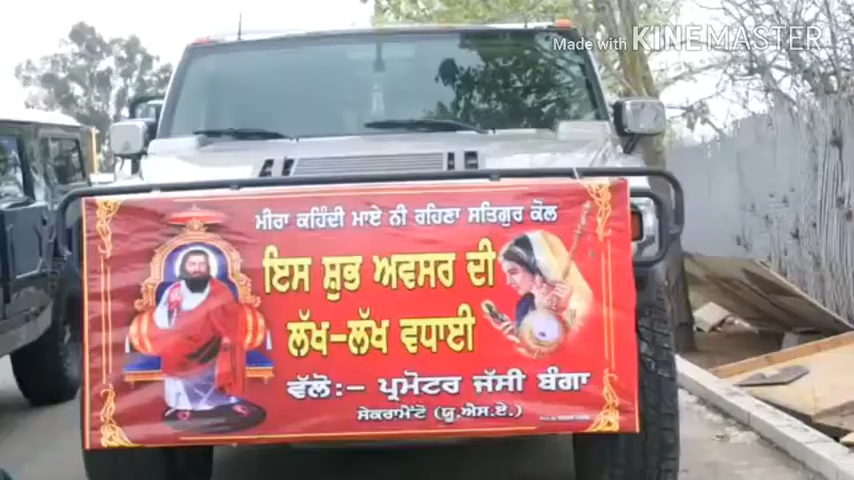 Made with KINEMASTER
ਮੀਰਾ ਕਹਿੰਦੀ ਮਾਏ ਨੀ ਰਹਿਣਾ ਸਤਿਗੁਰ ਕੋਲ
ਇਸ ਸ਼ੁਭ ਅਵਸਰ ਦੀ
ਲੱਖ-ਲੱਖ ਵਧਾਈ
ਵੱਲੋ:- ਪ੍ਰਮੋਟਰ ਜੱਸੀ ਬੰਗਾ
ਸੇਕਰਾਮੈਂਟੋ (ਯੂ.ਐਸ.ਏ.)